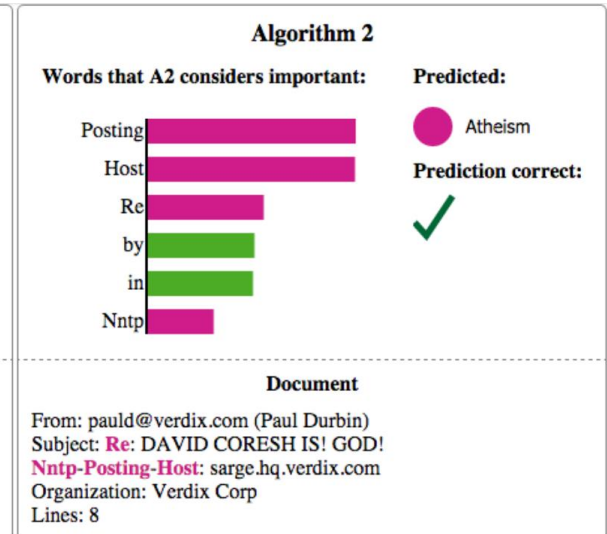 Algorithm 2
Words that A2 considers important:
Predicted:
Posting
Host
Re
by
in
Nntp
Atheism
Prediction correct:
Document
From: pauld@verdix.com (Paul Durbin)
Subject: Re: DAVID CORESH IS! GOD!
Nntp-Posting-Host: sarge.hq.verdix.com
Organization: Verdix Corp
Lines: 8